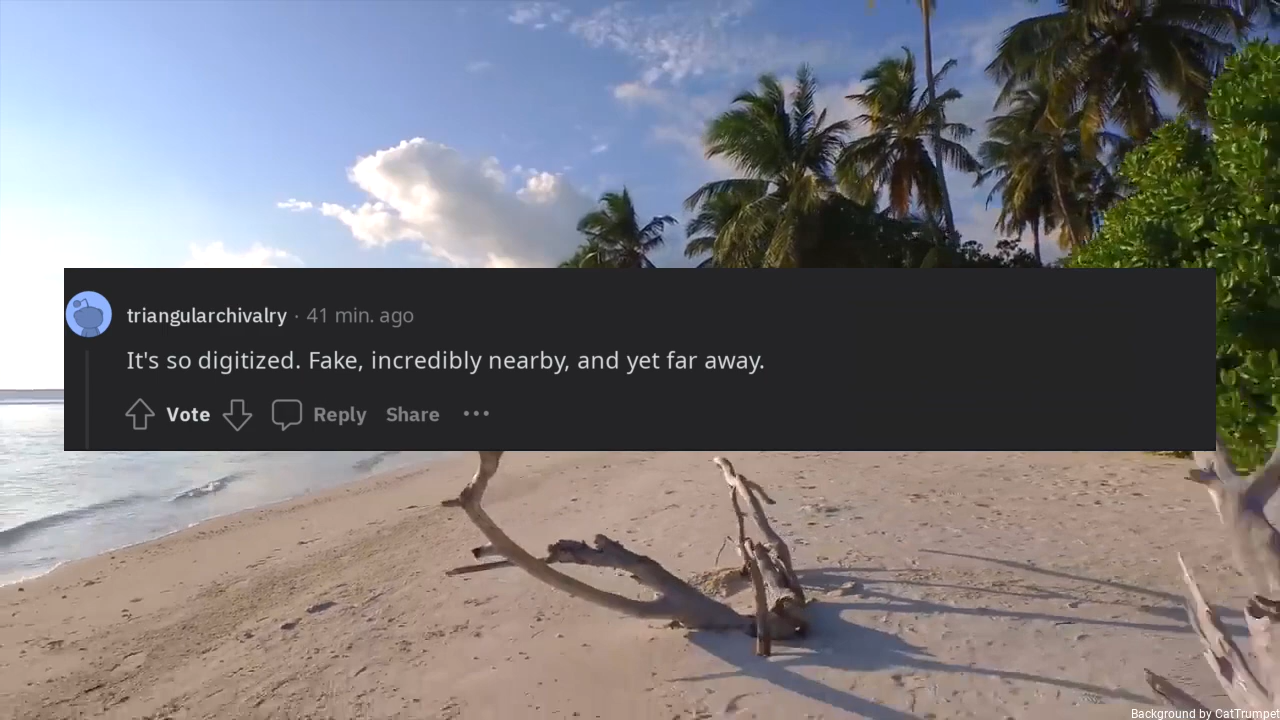 triangularchivalry · 41 min. ago
It's so digitized. Fake, incredibly nearby, and yet far away.
Vote Reply Share ···
Background by CatTrumpet